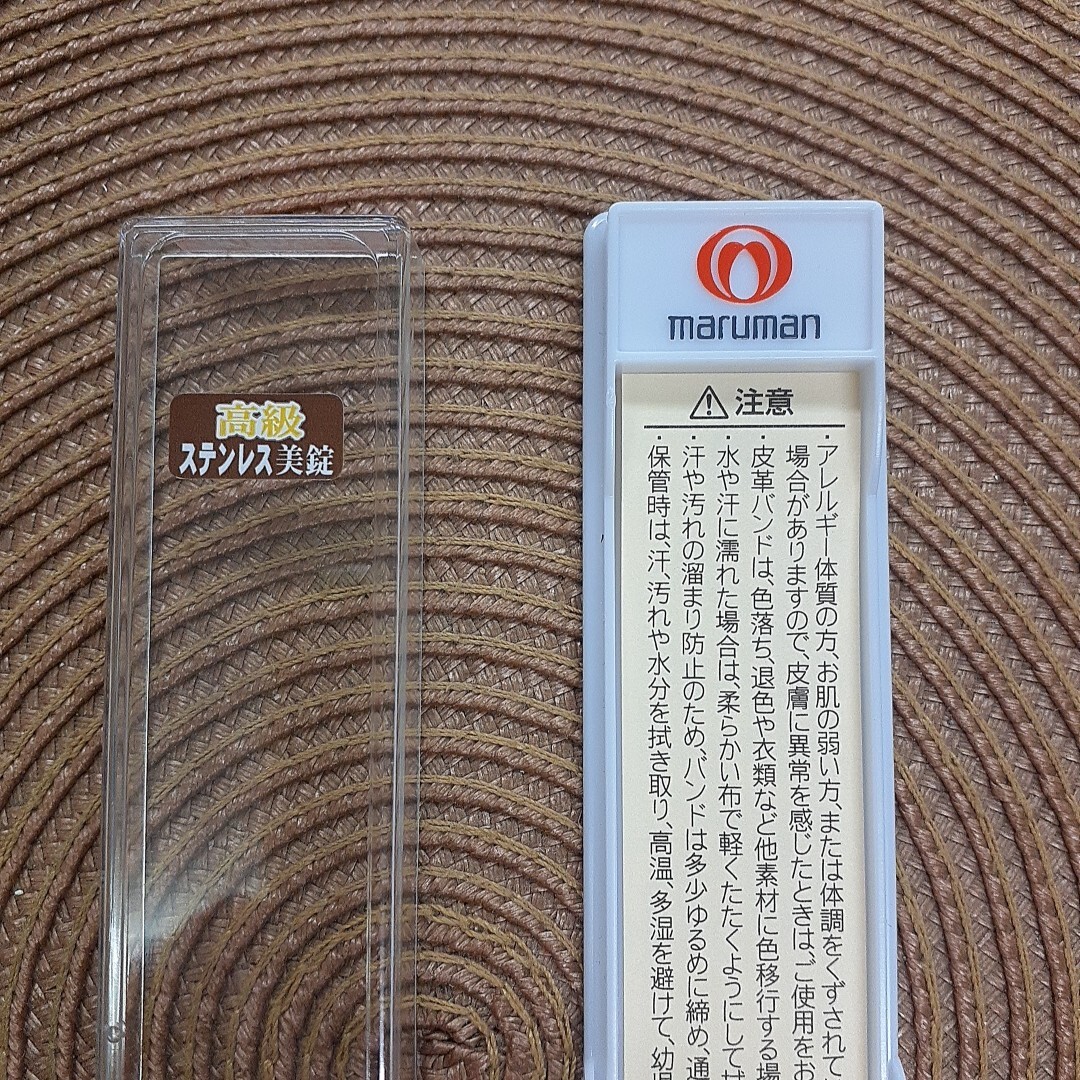 高級
ステンレス美錠
maruman
注意
・アレルギー体質の方、お肌の弱い方、または体調をくずされて
場合がありますので、皮膚に異常を感じたときは、ご使用をお
・皮革バンドは、色落ち、退色や衣類など他素材に色移行する場
・水や汗に濡れた場合は、柔らかい布で軽くたたくようにして
・汗や汚れの溜まり防止のため、バンドは多少ゆるめに締め、通
・保管時は、汗、汚れや水分を拭き取り、高温、多湿を避けて、幼